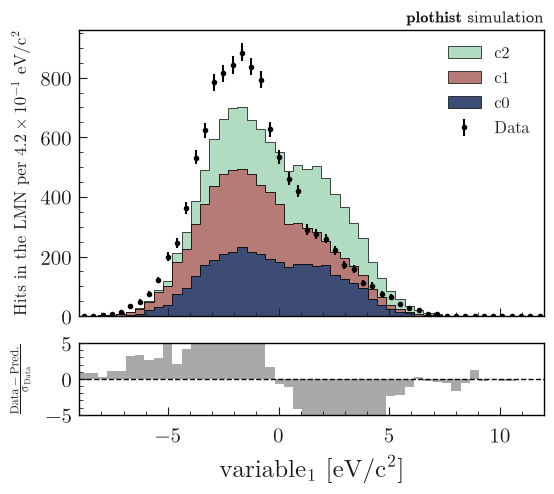 plothist simulation
Hits in the LMN per 4.2 × 10⁻¹ eV/c²
800
600
400
200
0
c2
c1
c0
Data
Data − Pred.
σ_Data
5
0
−5
−5
0
5
10
variable₁ [eV/c²]